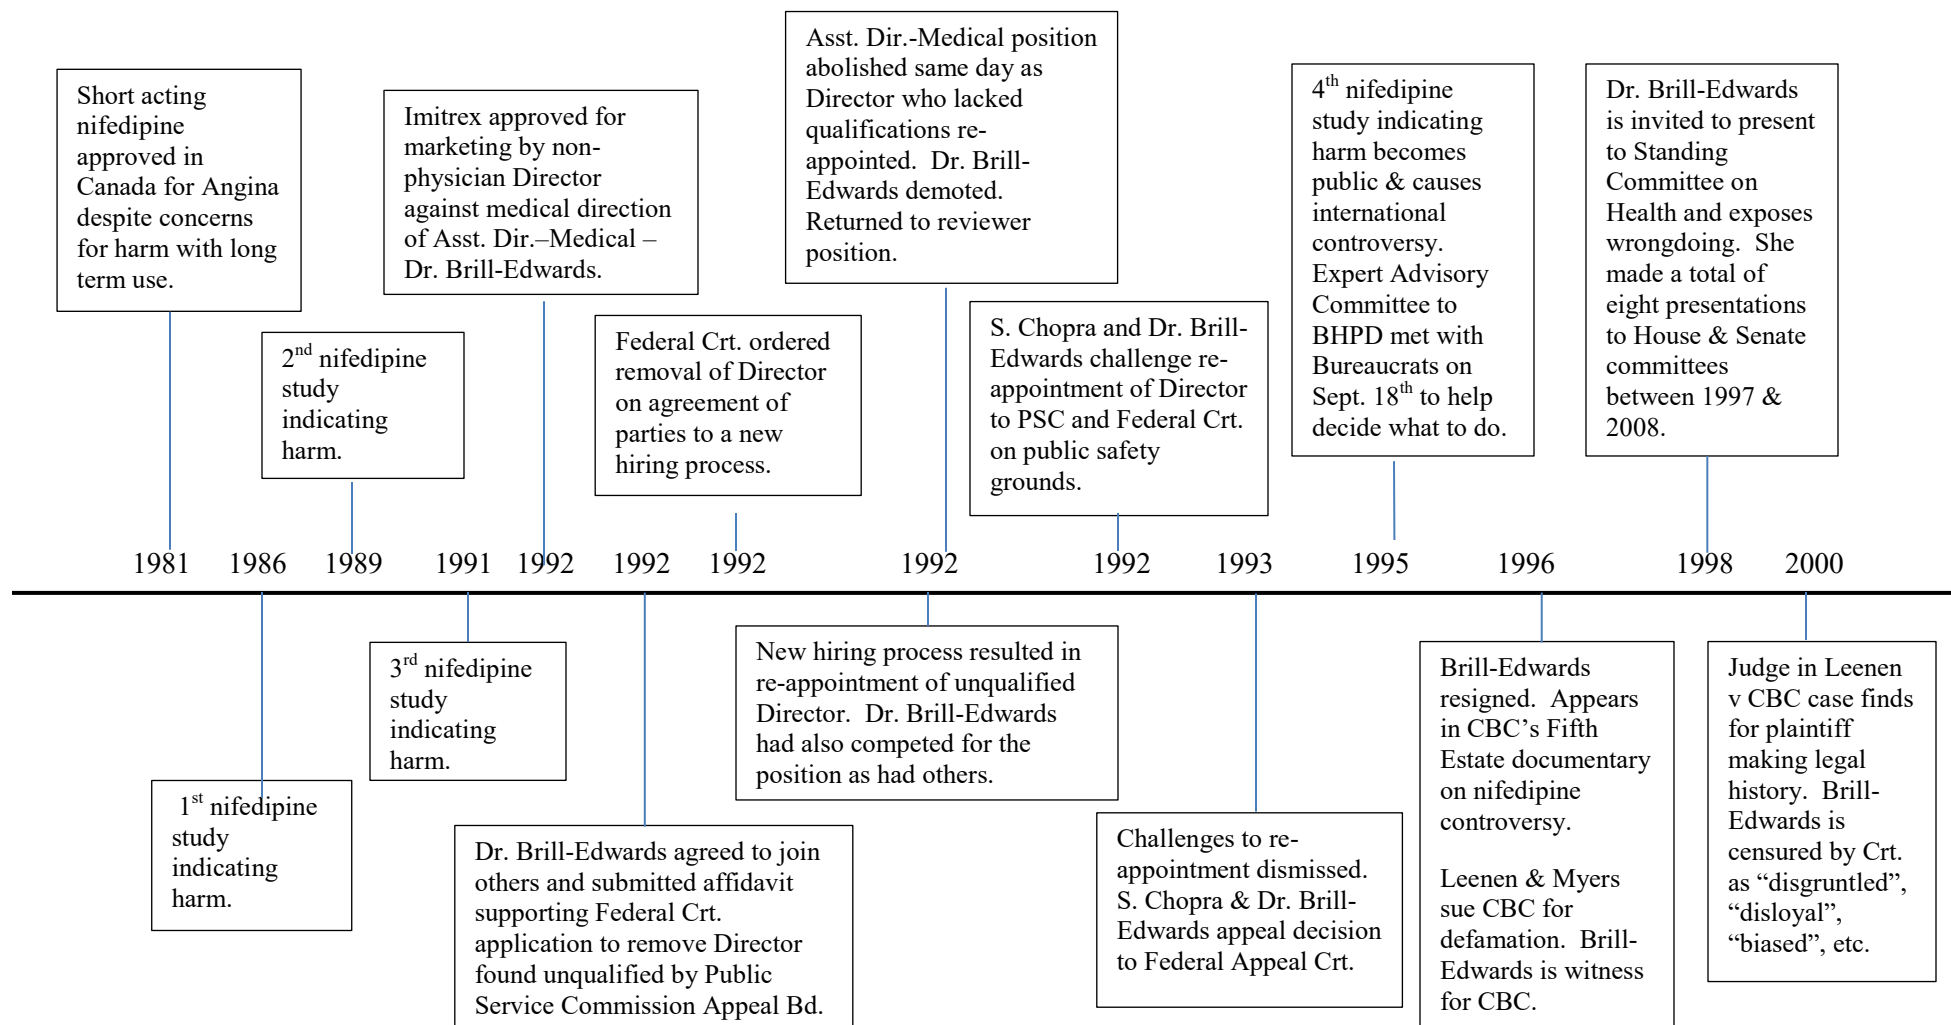 Short acting
nifedipine
approved in
Canada for Angina
despite concerns
for harm with long
term use.
2nd nifedipine
study
indicating
harm.
Imitrex approved for
marketing by non-
physician Director
against medical direction
of Asst. Dir.–Medical –
Dr. Brill-Edwards.
Federal Crt. ordered
removal of Director
on agreement of
parties to a new
hiring process.
Asst. Dir.-Medical position
abolished same day as
Director who lacked
qualifications re-
appointed.  Dr. Brill-
Edwards demoted.
Returned to reviewer
position.
S. Chopra and Dr. Brill-
Edwards challenge re-
appointment of Director
to PSC and Federal Crt.
on public safety
grounds.
4th nifedipine
study indicating
harm becomes
public & causes
international
controversy.
Expert Advisory
Committee to
BHPD met with
Bureaucrats on
Sept. 18th to help
decide what to do.
Dr. Brill-Edwards
is invited to present
to Standing
Committee on
Health and exposes
wrongdoing.  She
made a total of
eight presentations
to House & Senate
committees
between 1997 &
2008.
1981 1986 1989 1991 1992 1992 1992 1992 1992 1993 1995 1996 1998 2000
1st nifedipine
study
indicating
harm.
3rd nifedipine
study
indicating
harm.
Dr. Brill-Edwards agreed to join
others and submitted affidavit
supporting Federal Crt.
application to remove Director
found unqualified by Public
Service Commission Appeal Bd.
New hiring process resulted in
re-appointment of unqualified
Director.  Dr. Brill-Edwards
had also competed for the
position as had others.
Challenges to re-
appointment dismissed.
S. Chopra & Dr. Brill-
Edwards appeal decision
to Federal Appeal Crt.
Brill-Edwards
resigned.  Appears
in CBC’s Fifth
Estate documentary
on nifedipine
controversy.
Leenen & Myers
sue CBC for
defamation.  Brill-
Edwards is witness
for CBC.
Judge in Leenen
v CBC case finds
for plaintiff
making legal
history.  Brill-
Edwards is
censured by Crt.
as “disgruntled”,
“disloyal”,
“biased”, etc.